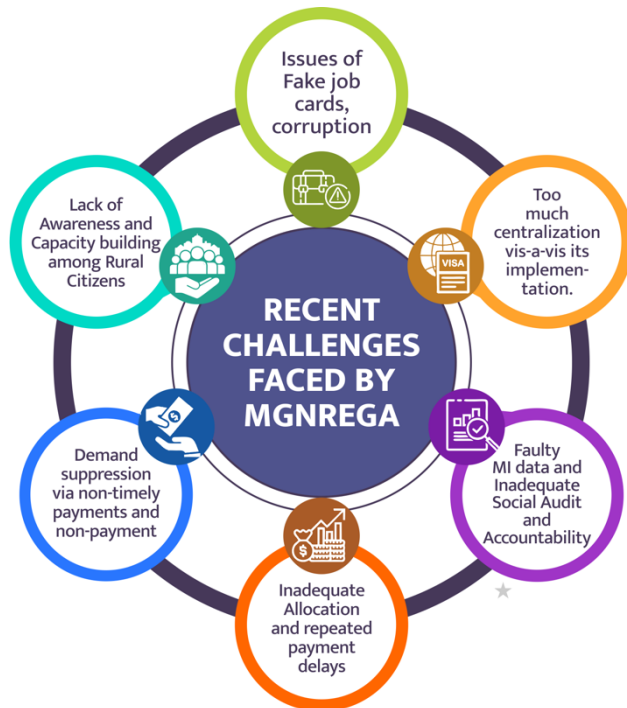 Issues of
Fake job
cards,
corruption
Too
much
centralization
vis-a-vis its
implemen-
tation.
VISA
Faulty
MI data and
Inadequate
Social Audit
and
Accountability
Inadequate
Allocation
and repeated
payment
delays
Demand
suppression
via non-timely
payments and
non-payment
Lack of
Awareness and
Capacity building
among Rural
Citizens
RECENT
CHALLENGES
FACED BY
MGNREGA